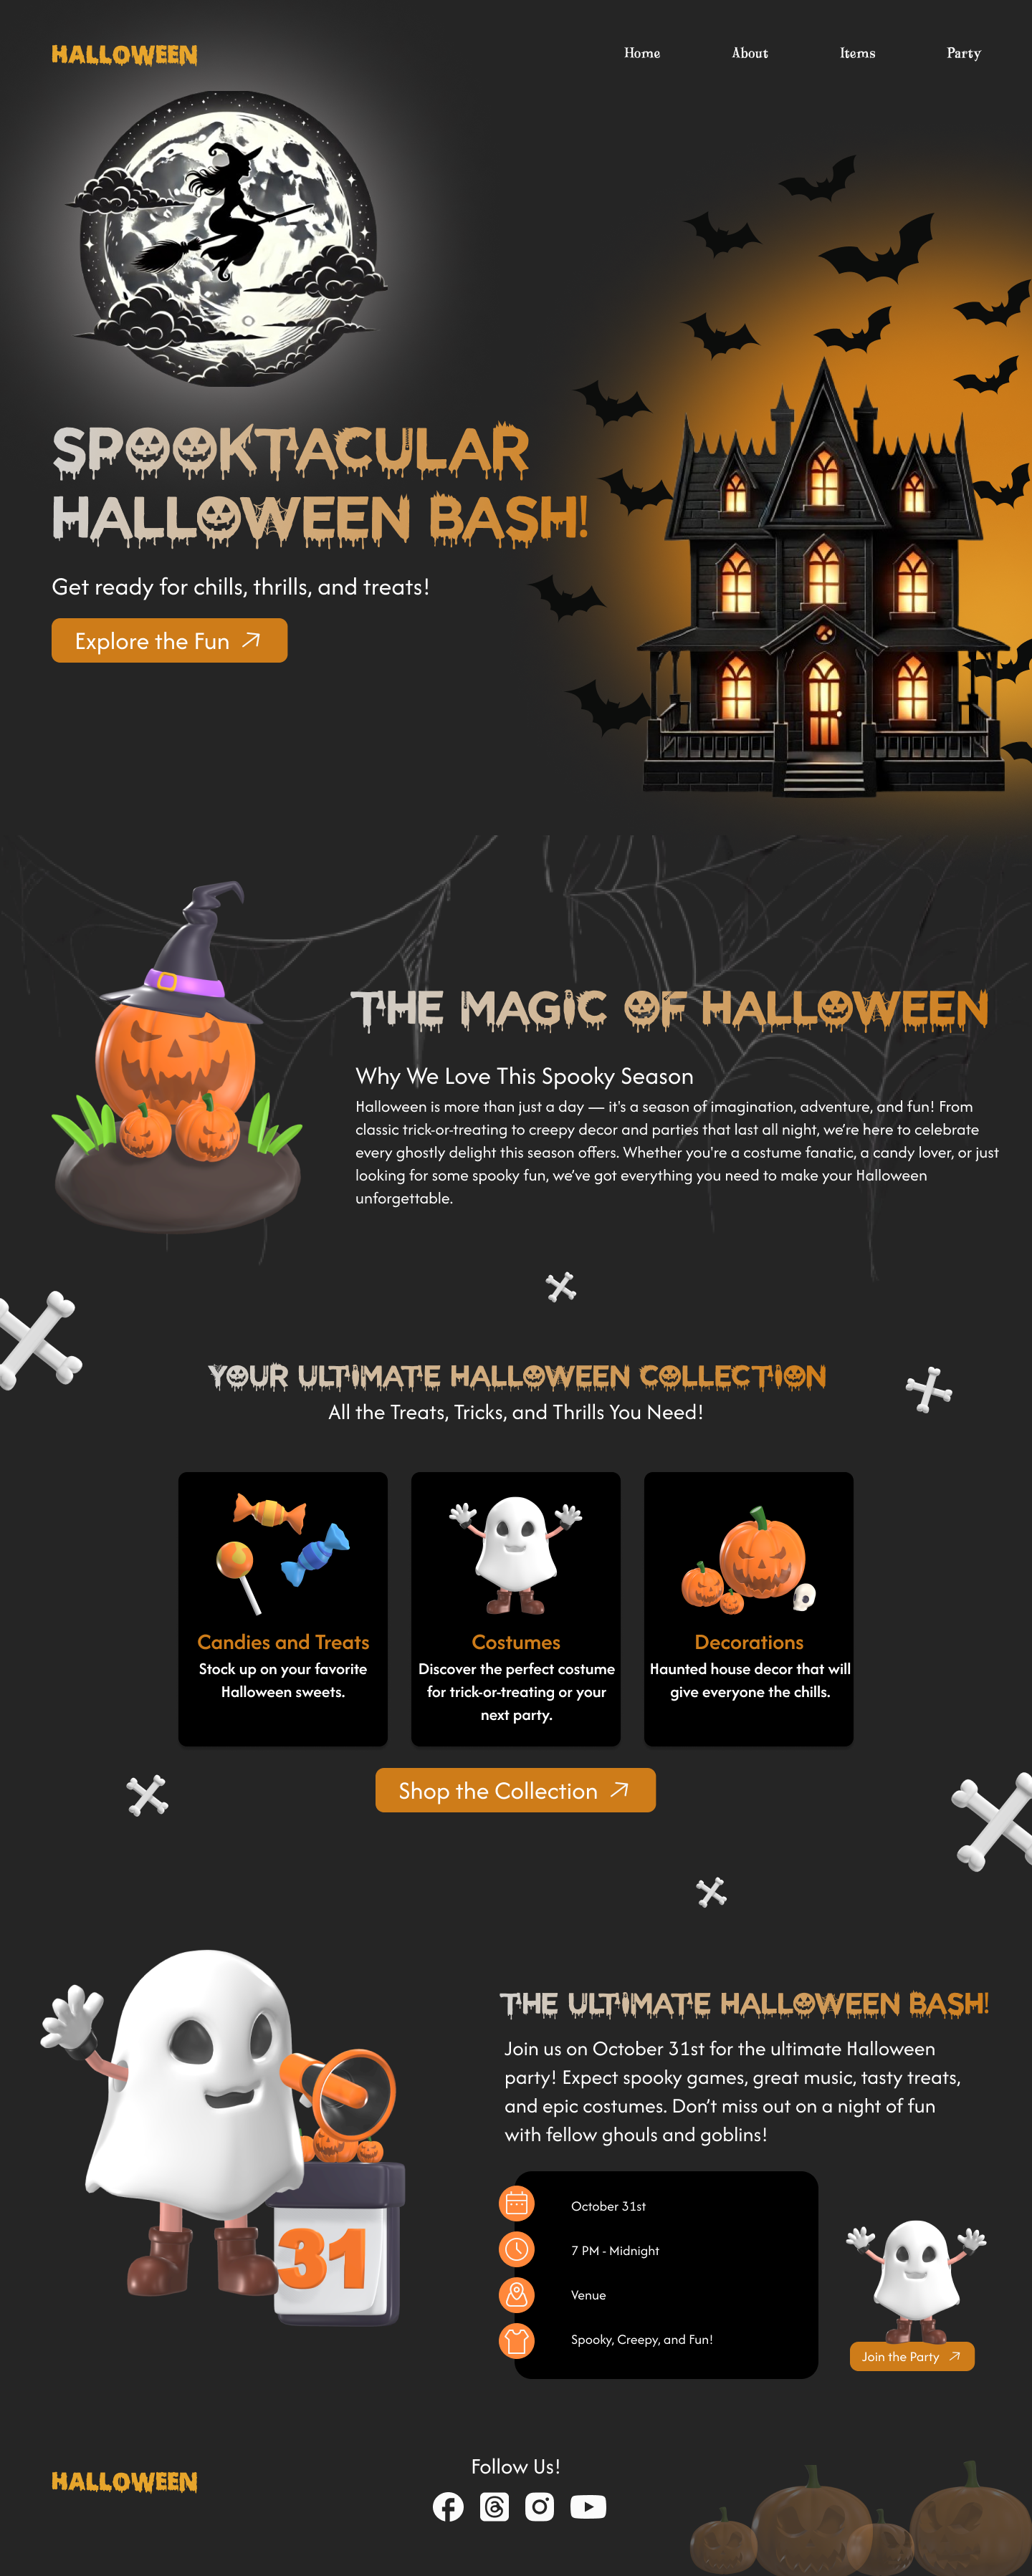 HALLOWEEN
Home About Items Party
SPOOKTACULAR
HALLOWEEN BASH!
Get ready for chills, thrills, and treats!
Explore the Fun
THE MAGIC OF HALLOWEEN
Why We Love This Spooky Season
Halloween is more than just a day — it's a season of imagination, adventure, and fun! From
classic trick-or-treating to creepy decor and parties that last all night, we’re here to celebrate
every ghostly delight this season offers. Whether you're a costume fanatic, a candy lover, or just
looking for some spooky fun, we’ve got everything you need to make your Halloween
unforgettable.
YOUR ULTIMATE HALLOWEEN COLLECTION
All the Treats, Tricks, and Thrills You Need!
Candies and Treats
Stock up on your favorite
Halloween sweets.
Costumes
Discover the perfect costume
for trick-or-treating or your
next party.
Decorations
Haunted house decor that will
give everyone the chills.
Shop the Collection
THE ULTIMATE HALLOWEEN BASH!
Join us on October 31st for the ultimate Halloween
party! Expect spooky games, great music, tasty treats,
and epic costumes. Don’t miss out on a night of fun
with fellow ghouls and goblins!
31
October 31st
7 PM - Midnight
Venue
Spooky, Creepy, and Fun!
Join the Party
HALLOWEEN
Follow Us!